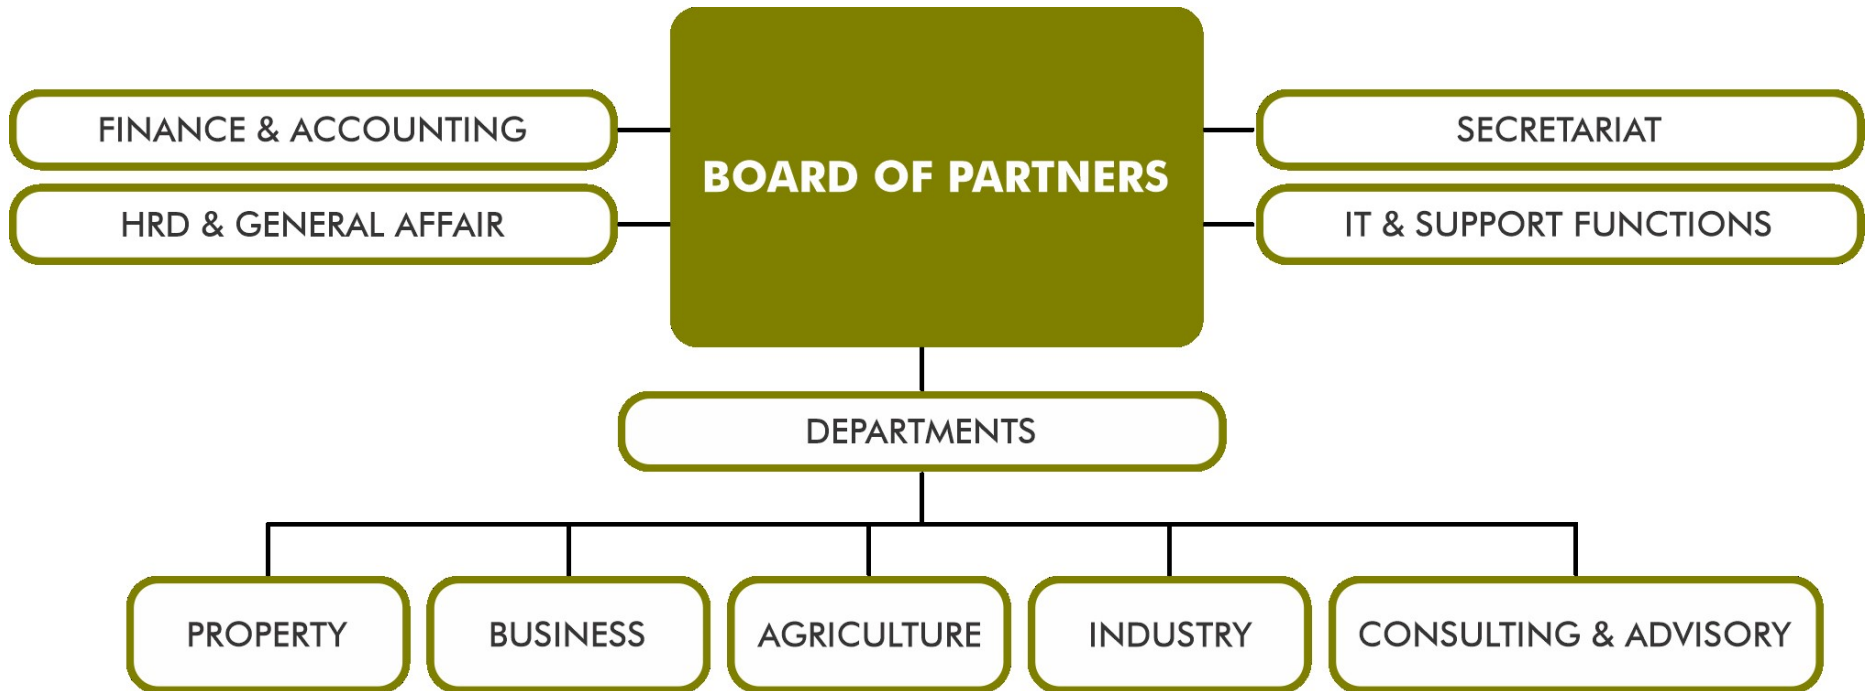 FINANCE & ACCOUNTING
HRD & GENERAL AFFAIR
BOARD OF PARTNERS
SECRETARIAT
IT & SUPPORT FUNCTIONS
DEPARTMENTS
PROPERTY
BUSINESS
AGRICULTURE
INDUSTRY
CONSULTING & ADVISORY